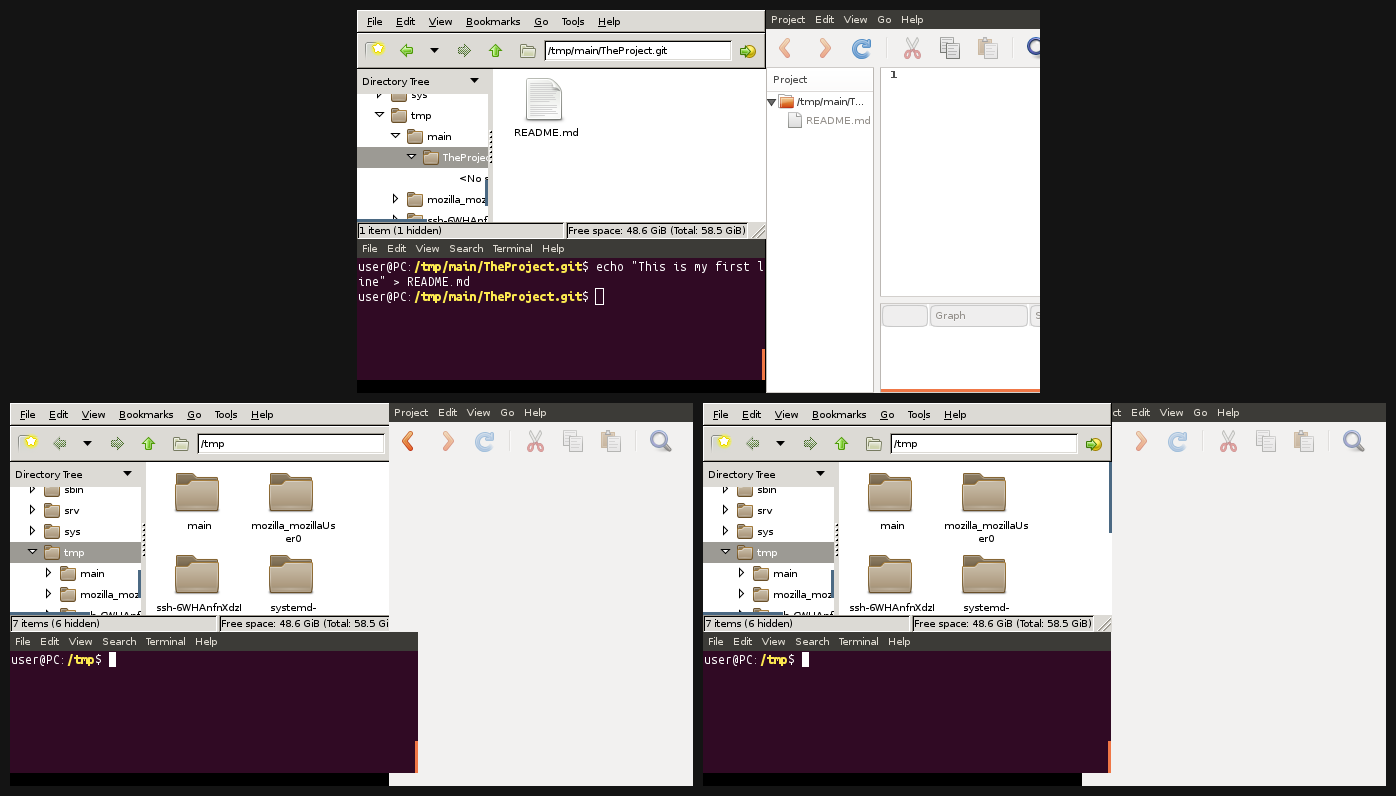 File Edit View Bookmarks Go Tools Help
Project Edit View Go Help
/tmp/main/TheProject.git
Directory Tree
sys
tmp
main
TheProjec
<No s
mozilla_moz
ssh-6WHAnf
README.md
1 item (1 hidden)
Free space: 48.6 GiB (Total: 58.5 GiB)
Project
/tmp/main/T...
README.md
1
Graph
File Edit View Search Terminal Help
user@PC:/tmp/main/TheProject.git$ echo "This is my first l
ine" > README.md
user@PC:/tmp/main/TheProject.git$
File Edit View Bookmarks Go Tools Help
Project Edit View Go Help
/tmp
Directory Tree
sbin
srv
sys
tmp
main
mozilla_moz
main
mozilla_mozillaUs
er0
ssh-6WHAnfnXdzI
systemd-
7 items (6 hidden)
Free space: 48.6 GiB (Total: 58.5 Gi
File Edit View Search Terminal Help
user@PC:/tmp$
File Edit View Bookmarks Go Tools Help
ct Edit View Go Help
/tmp
Directory Tree
sbin
srv
sys
tmp
main
mozilla_moz
main
mozilla_mozillaUs
er0
ssh-6WHAnfnXdzI
systemd-
7 items (6 hidden)
Free space: 48.6 GiB (Total: 58.5 GiB)
File Edit View Search Terminal Help
user@PC:/tmp$